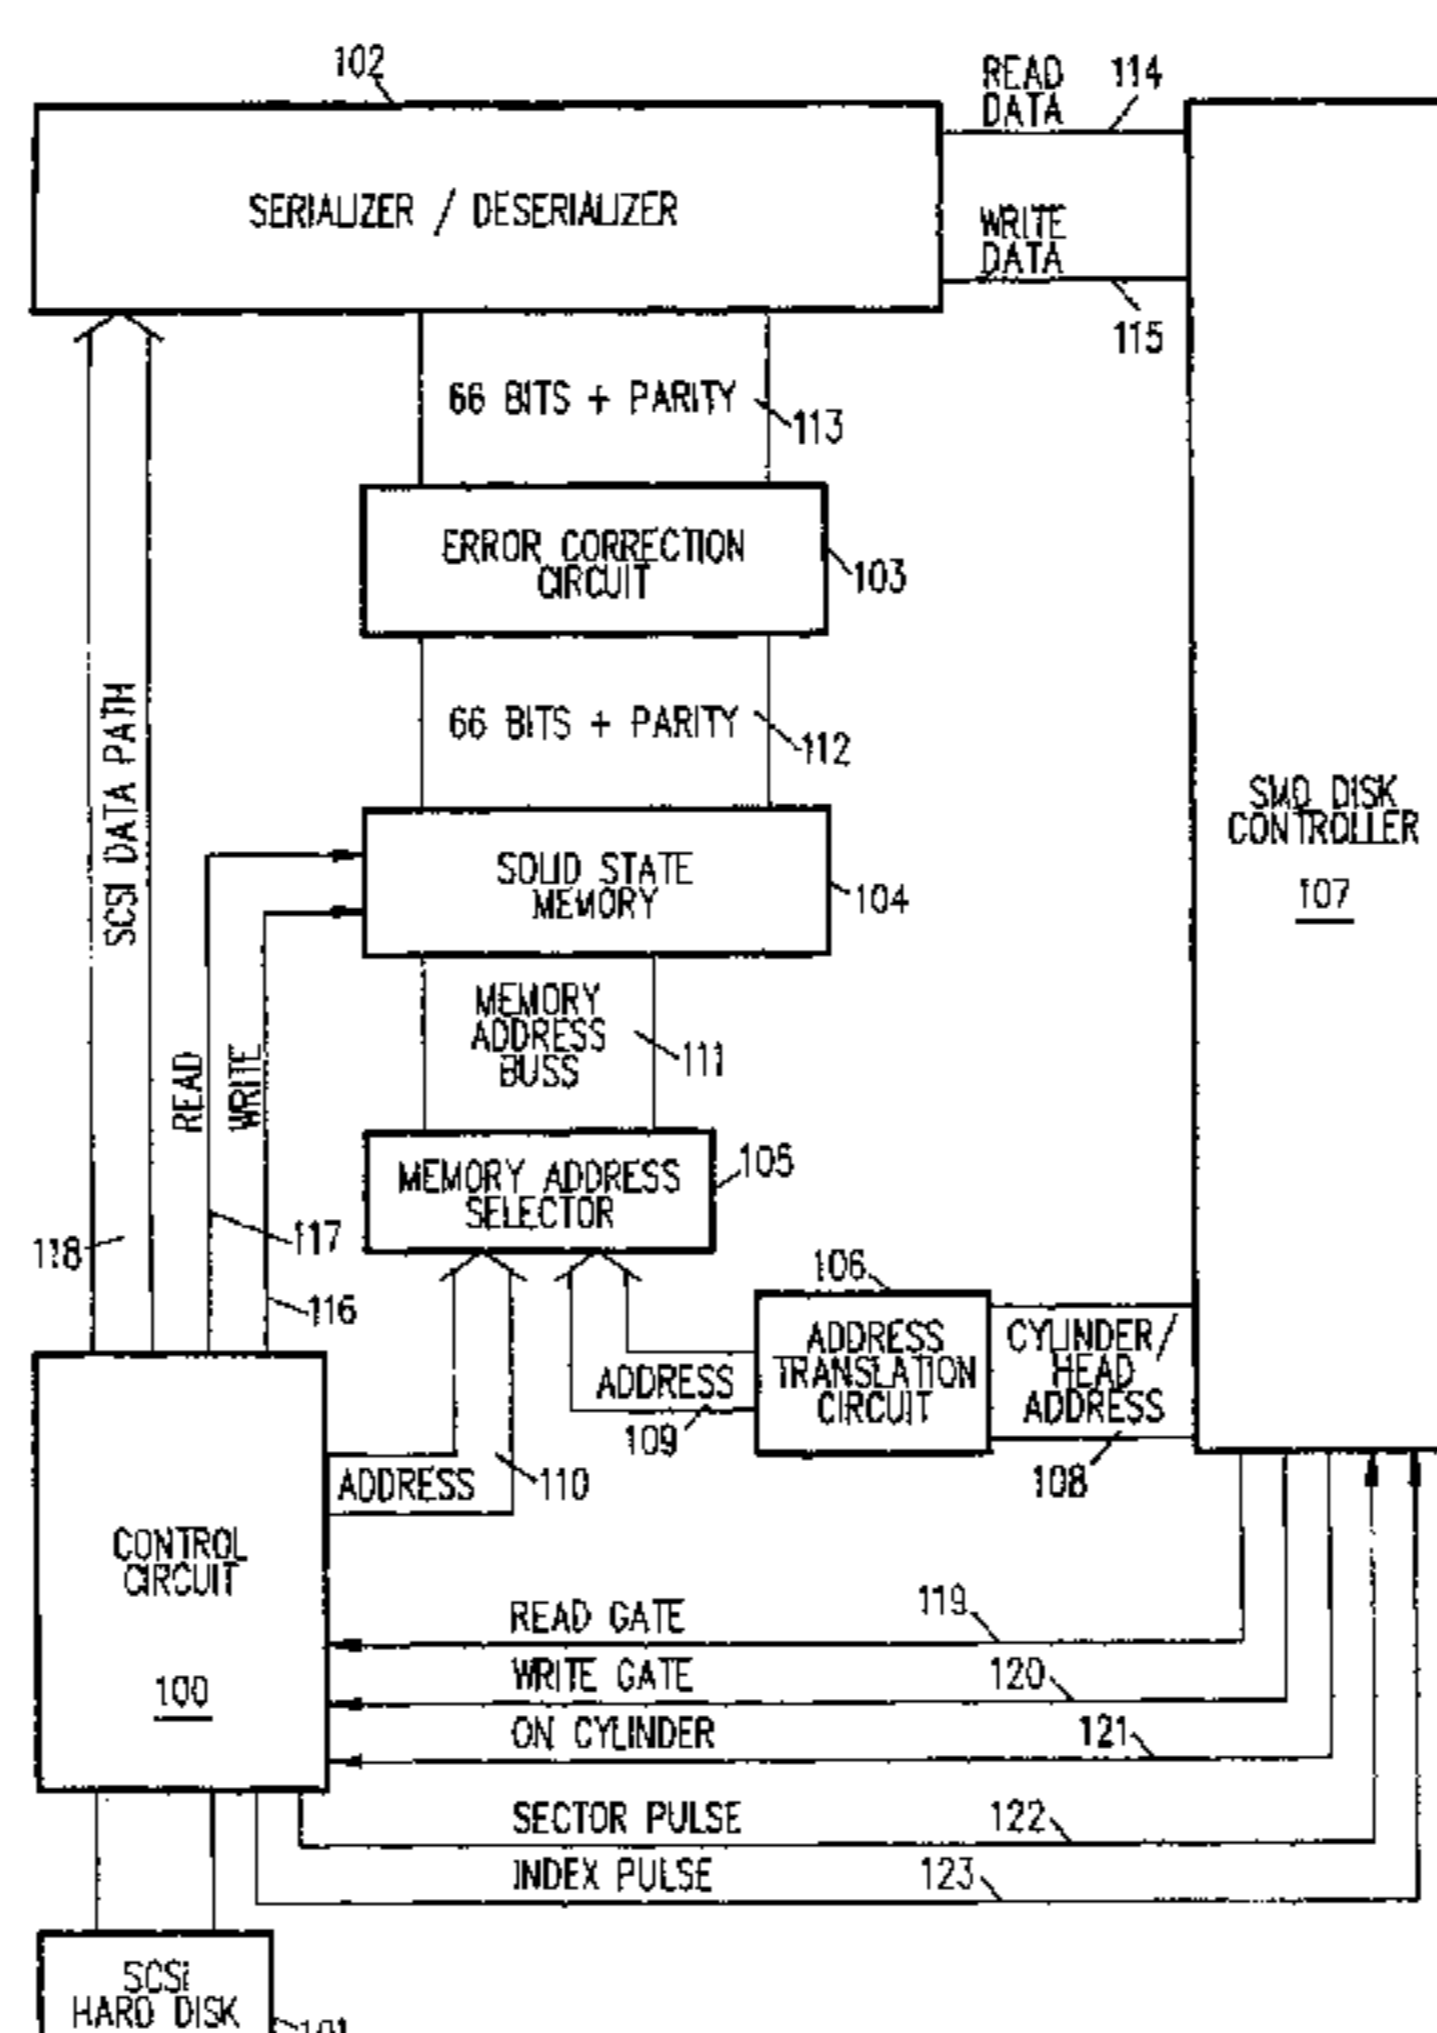 102
READ
DATA
114
SERIALIZER / DESERIALIZER
WRITE
DATA
115
66 BITS + PARITY
113
ERROR CORRECTION
CIRCUIT
103
66 BITS + PARITY
112
SCSI DATA PATH
SMD DISK
CONTROLLER
107
SOLID STATE
MEMORY
104
MEMORY
ADDRESS
BUSS
111
READ
WRITE
MEMORY ADDRESS
SELECTOR
105
118
117
116
106
ADDRESS
TRANSLATION
CIRCUIT
CYLINDER/
HEAD
ADDRESS
ADDRESS
109
108
ADDRESS
110
CONTROL
CIRCUIT
100
READ GATE
119
WRITE GATE
120
ON CYLINDER
121
SECTOR PULSE
122
INDEX PULSE
123
SCSi
HARD DISK
101